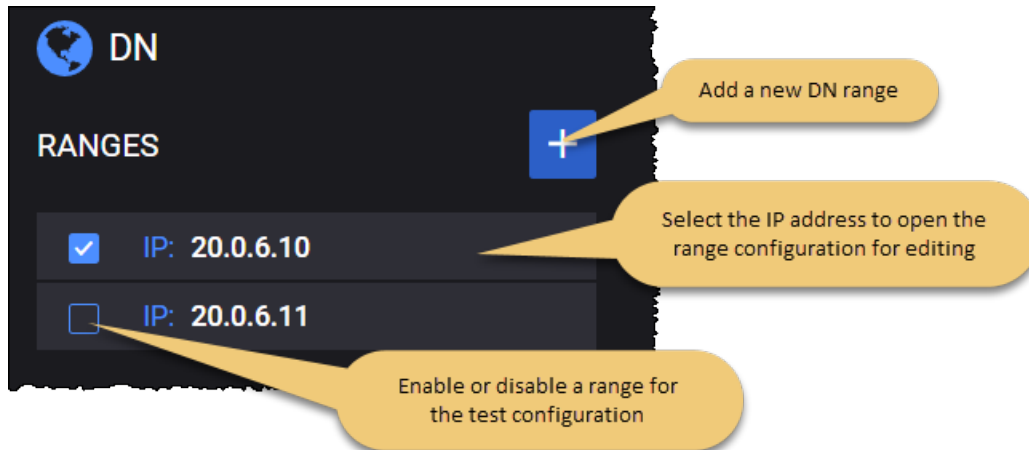 DN
Add a new DN range
RANGES
Select the IP address to open the
range configuration for editing
IP: 20.0.6.10
IP: 20.0.6.11
Enable or disable a range for
the test configuration